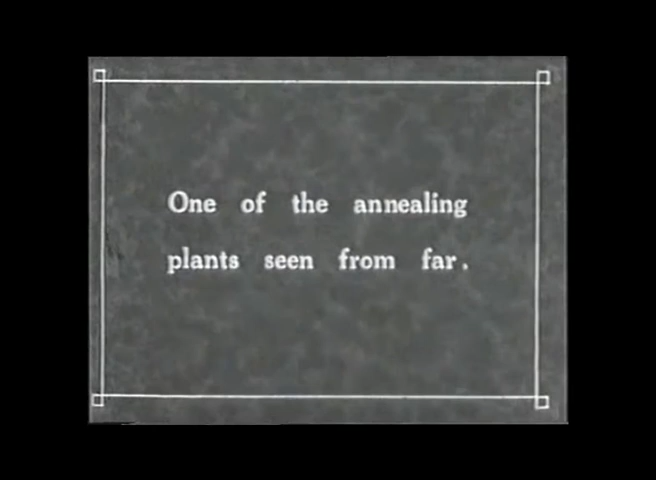 One of the annealing
plants seen from far.